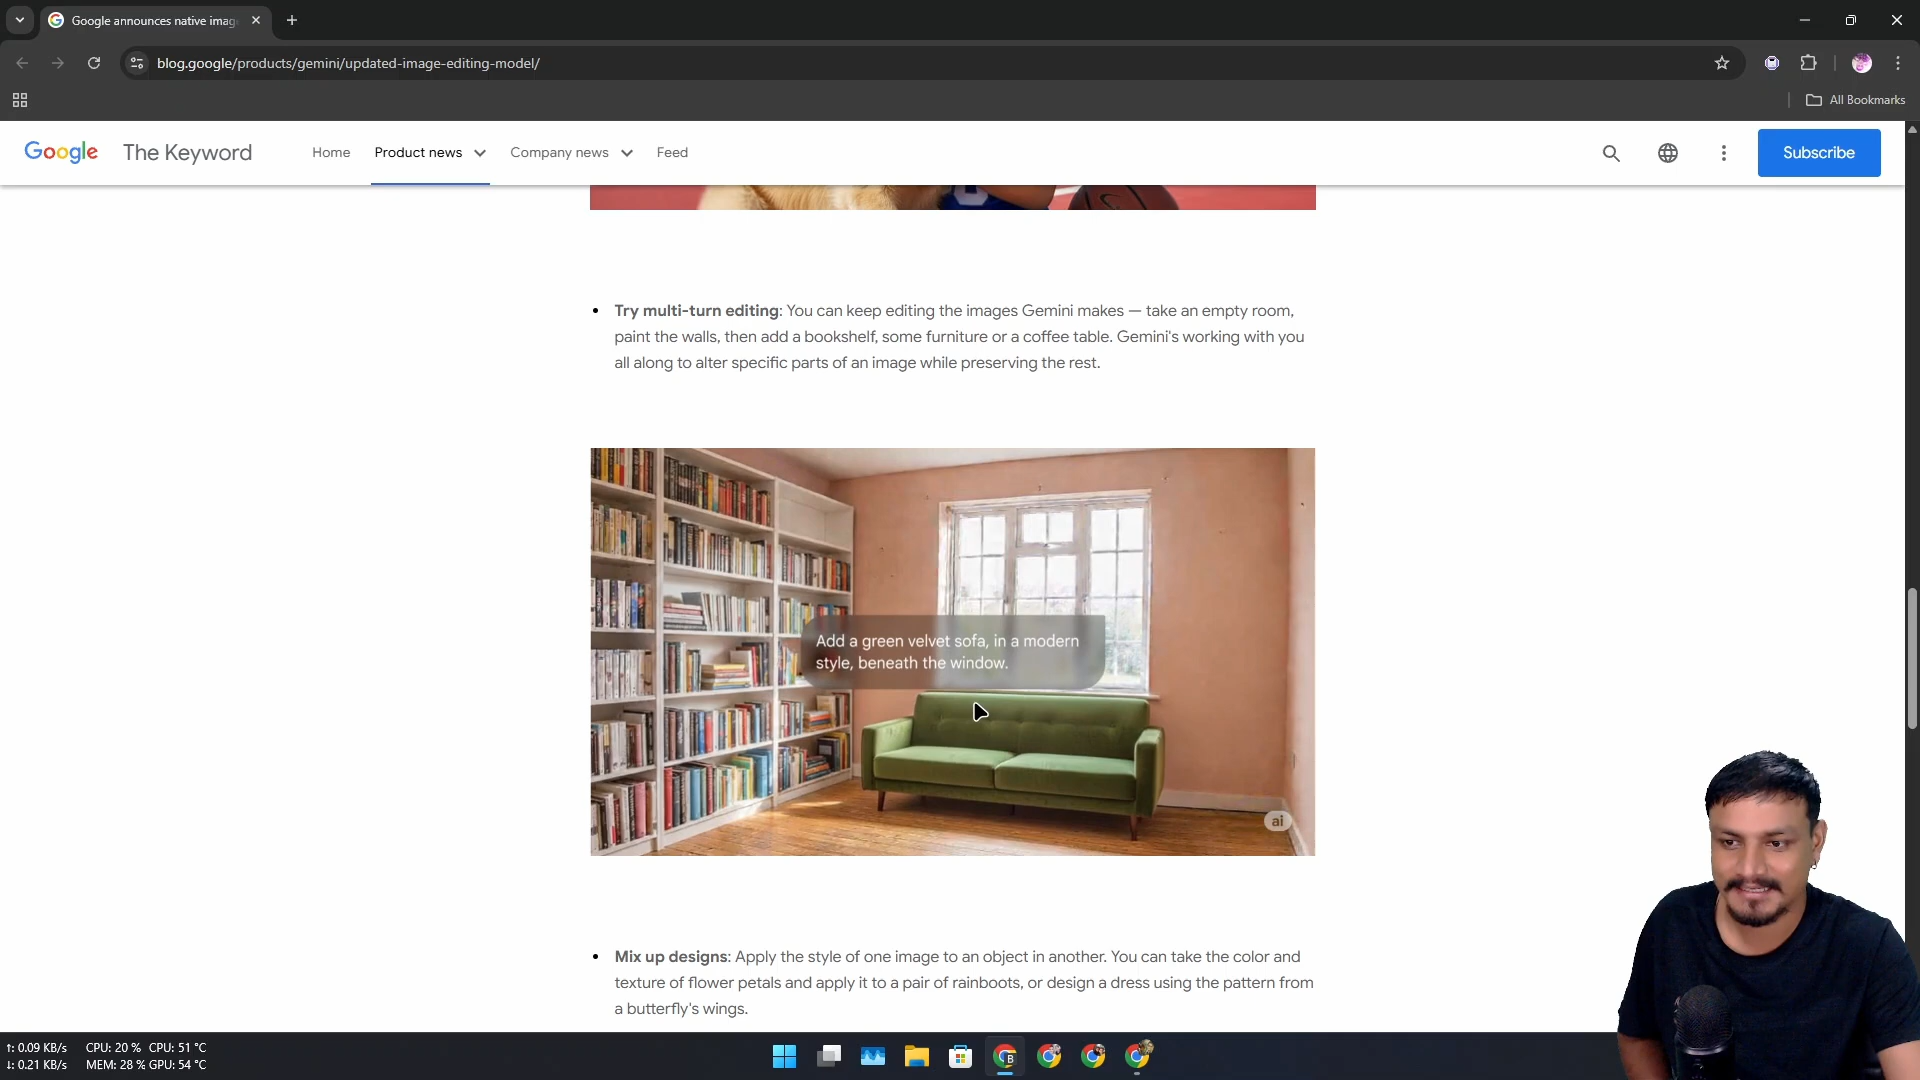 Google announces native imag
blog.google/products/gemini/updated-image-editing-model/
All Bookmarks
Google The Keyword Home Product news Company news Feed Subscribe
Try multi-turn editing: You can keep editing the images Gemini makes — take an empty room,
paint the walls, then add a bookshelf, some furniture or a coffee table. Gemini's working with you
all along to alter specific parts of an image while preserving the rest.
Add a green velvet sofa, in a modern
style, beneath the window.
ai
Mix up designs: Apply the style of one image to an object in another. You can take the color and
texture of flower petals and apply it to a pair of rainboots, or design a dress using the pattern from
a butterfly's wings.
↑: 0.09 KB/s CPU: 20 % CPU: 51 °C
↓: 0.21 KB/s MEM: 28 % GPU: 54 °C